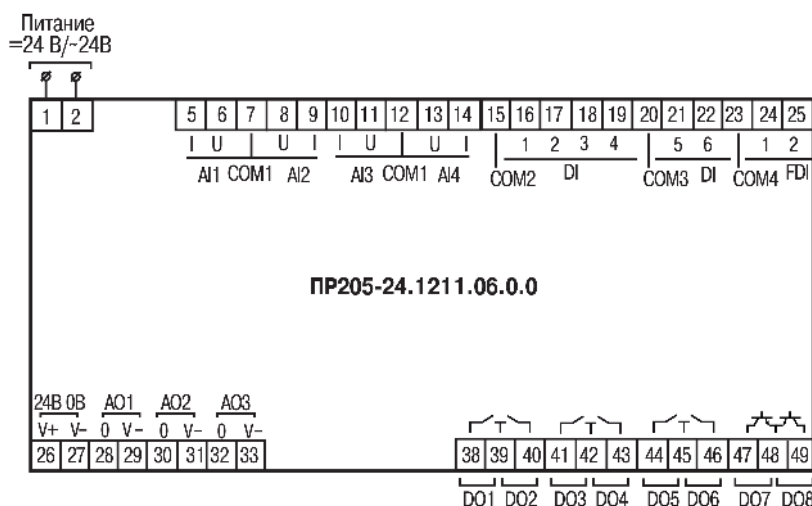 Питание
=24 В/~24В
1 2 5 6 7 8 9 10 11 12 13 14 15 16 17 18 19 20 21 22 23 24 25
I U U I I U U I 1 2 3 4 5 6 1 2
AI1 COM1 AI2 AI3 COM1 AI4 COM2 DI COM3 DI COM4 FDI
ПР205-24.1211.06.0.0
24В 0В AO1 AO2 AO3
V+ V- 0 V- 0 V- 0 V-
26 27 28 29 30 31 32 33 38 39 40 41 42 43 44 45 46 47 48 49
DO1 DO2 DO3 DO4 DO5 DO6 DO7 DO8